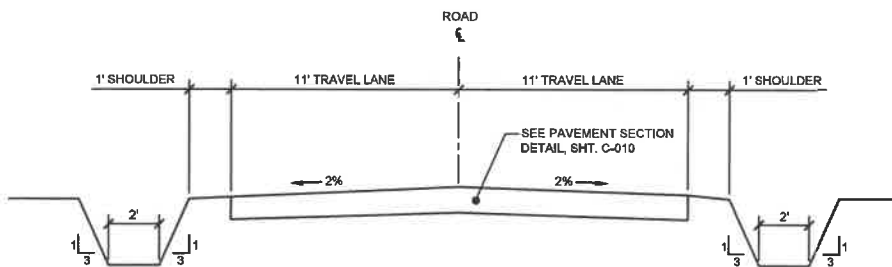 ROAD
℄
1' SHOULDER
11' TRAVEL LANE
11' TRAVEL LANE
1' SHOULDER
SEE PAVEMENT SECTION
DETAIL, SHT. C-010
2%
2%
2'
2'
1
3
1
3
1
3
1
3